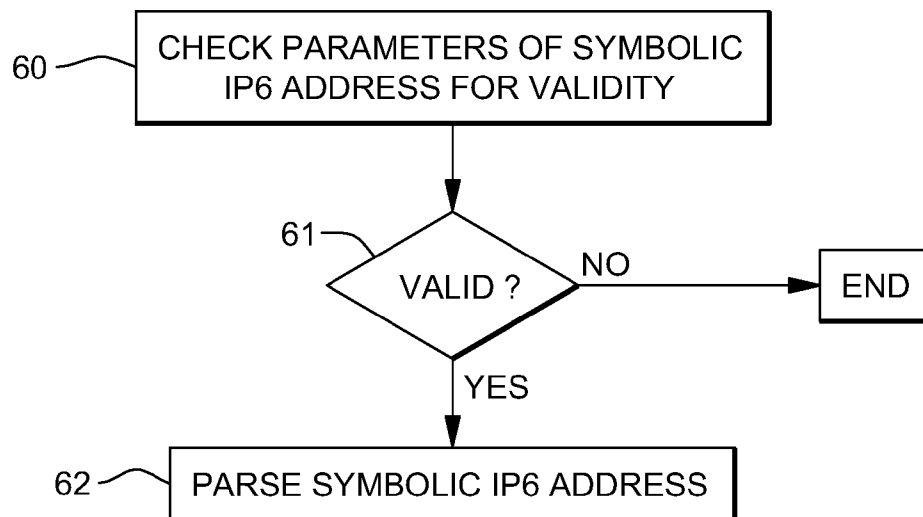 60
CHECK PARAMETERS OF SYMBOLIC
IP6 ADDRESS FOR VALIDITY
61
VALID ?
NO
END
YES
62
PARSE SYMBOLIC IP6 ADDRESS